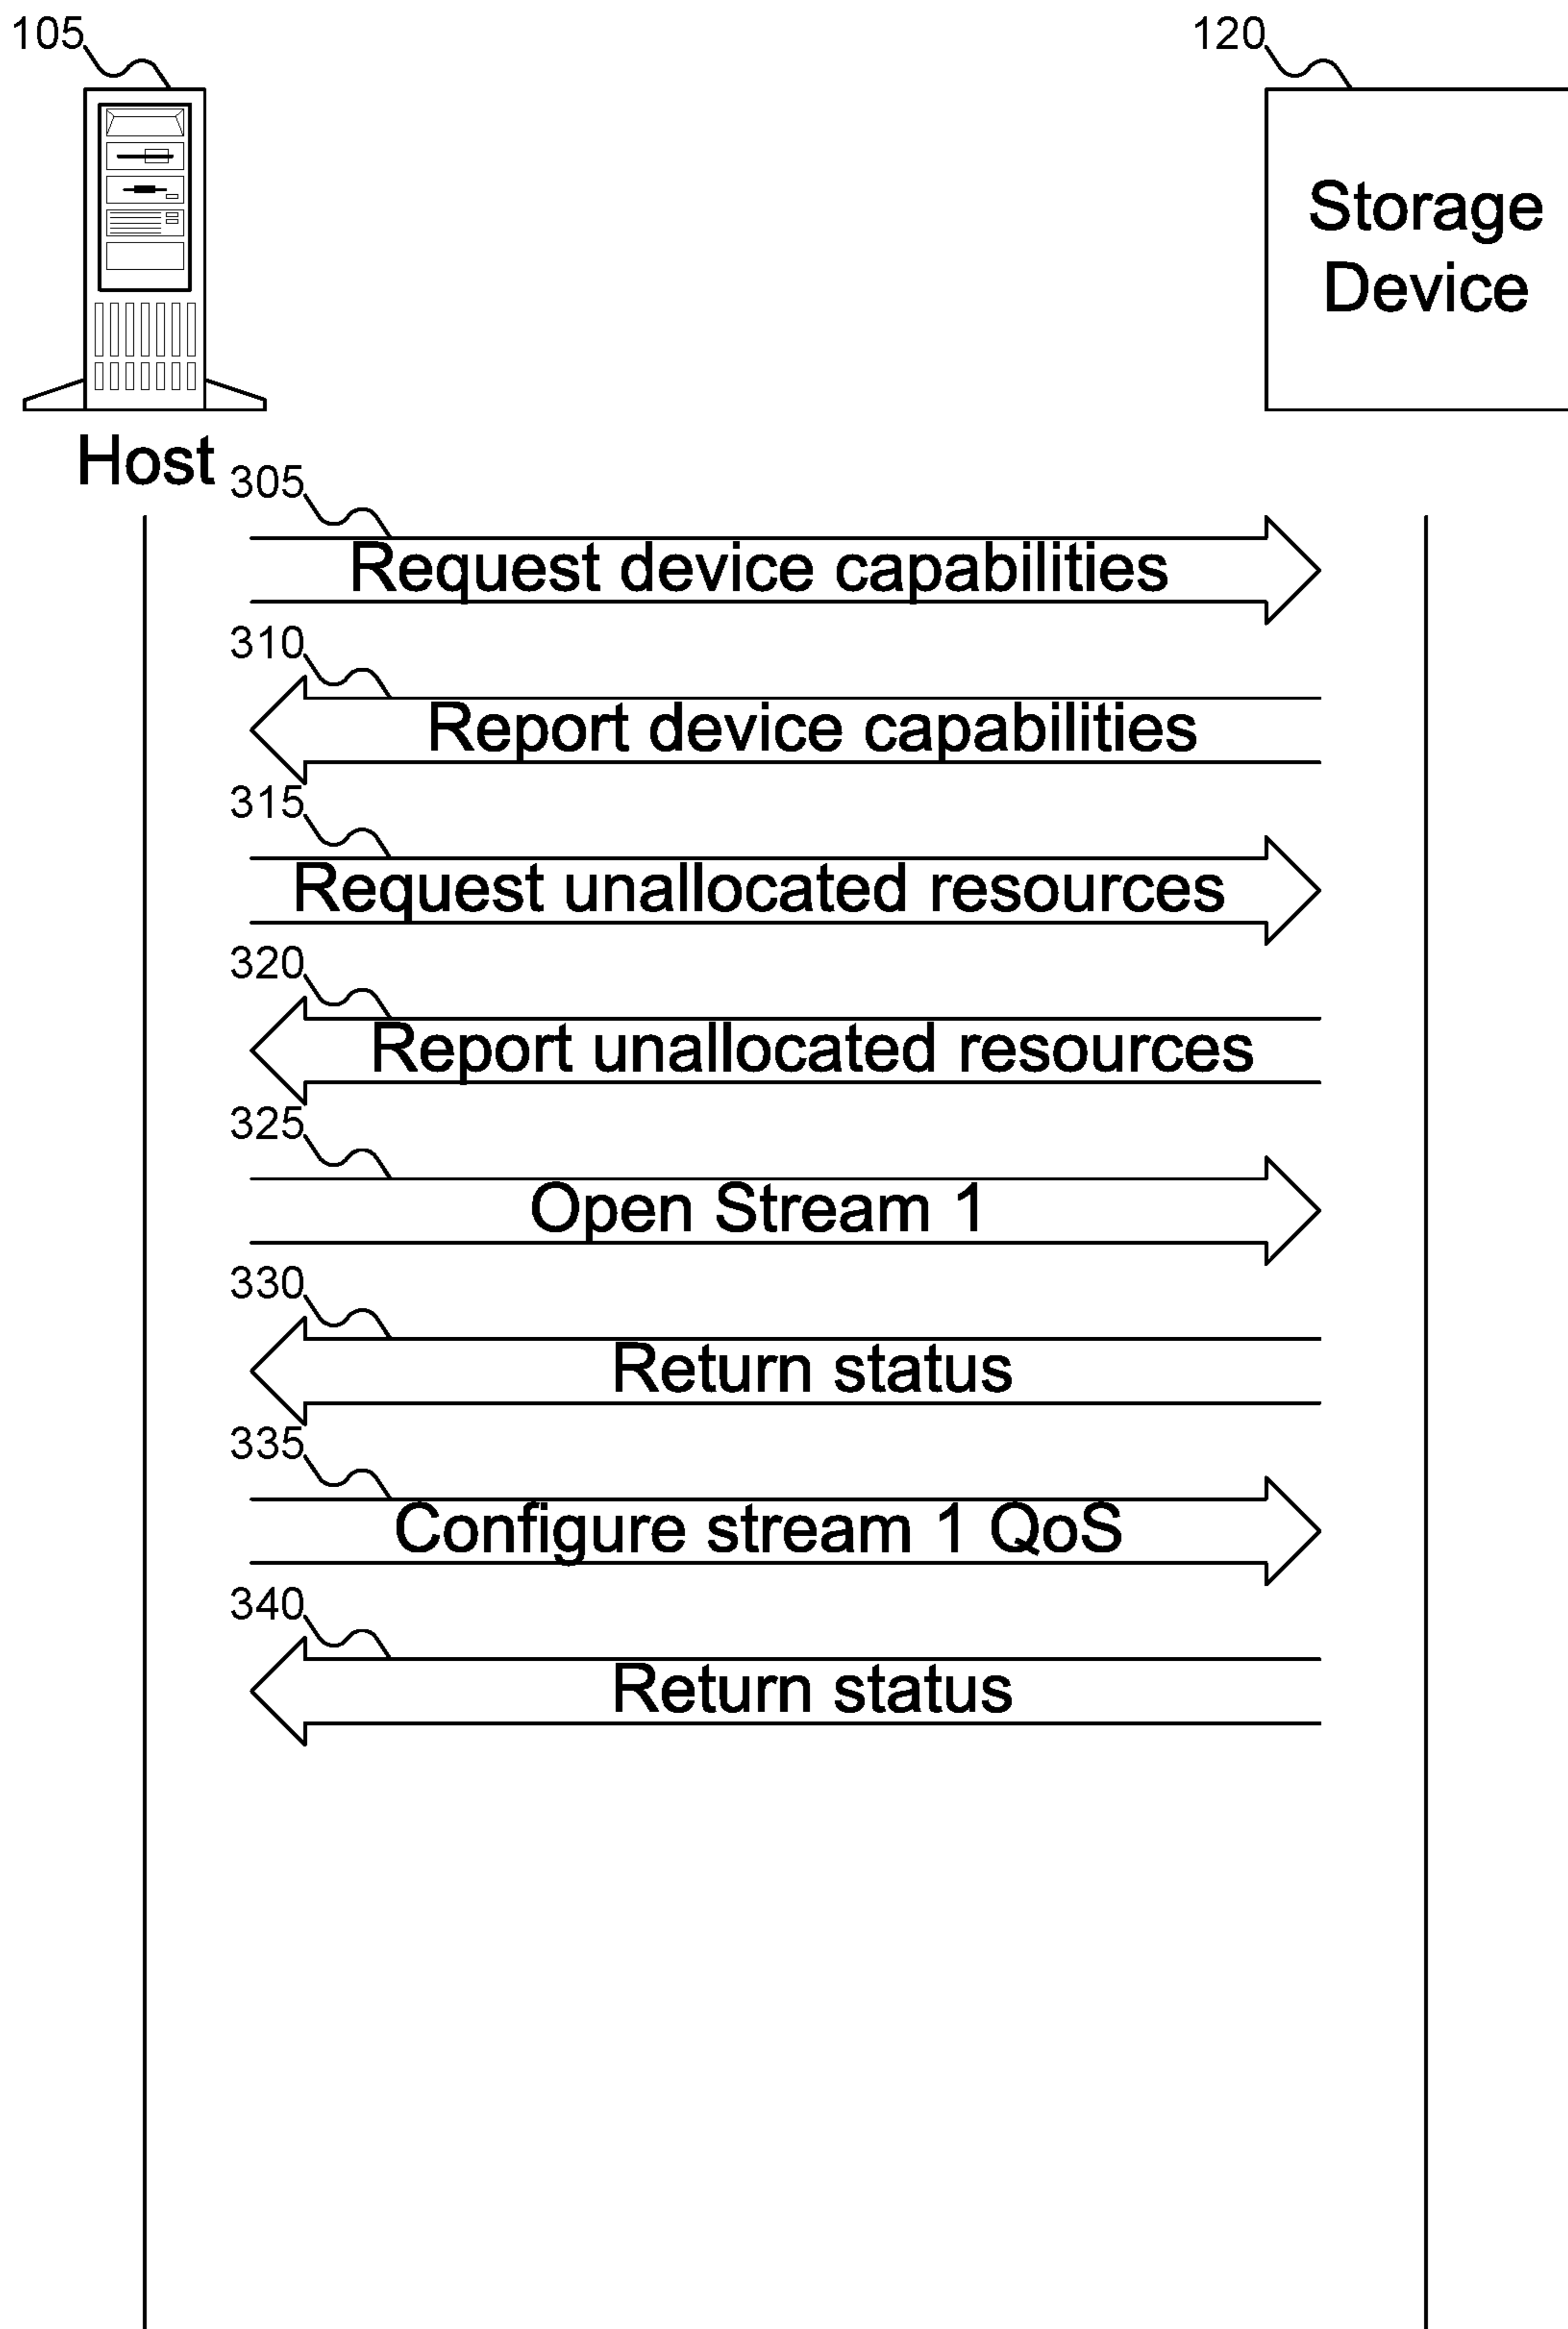 105
120
Storage
Device
Host
305
Request device capabilities
310
Report device capabilities
315
Request unallocated resources
320
Report unallocated resources
325
Open Stream 1
330
Return status
335
Configure stream 1 QoS
340
Return status